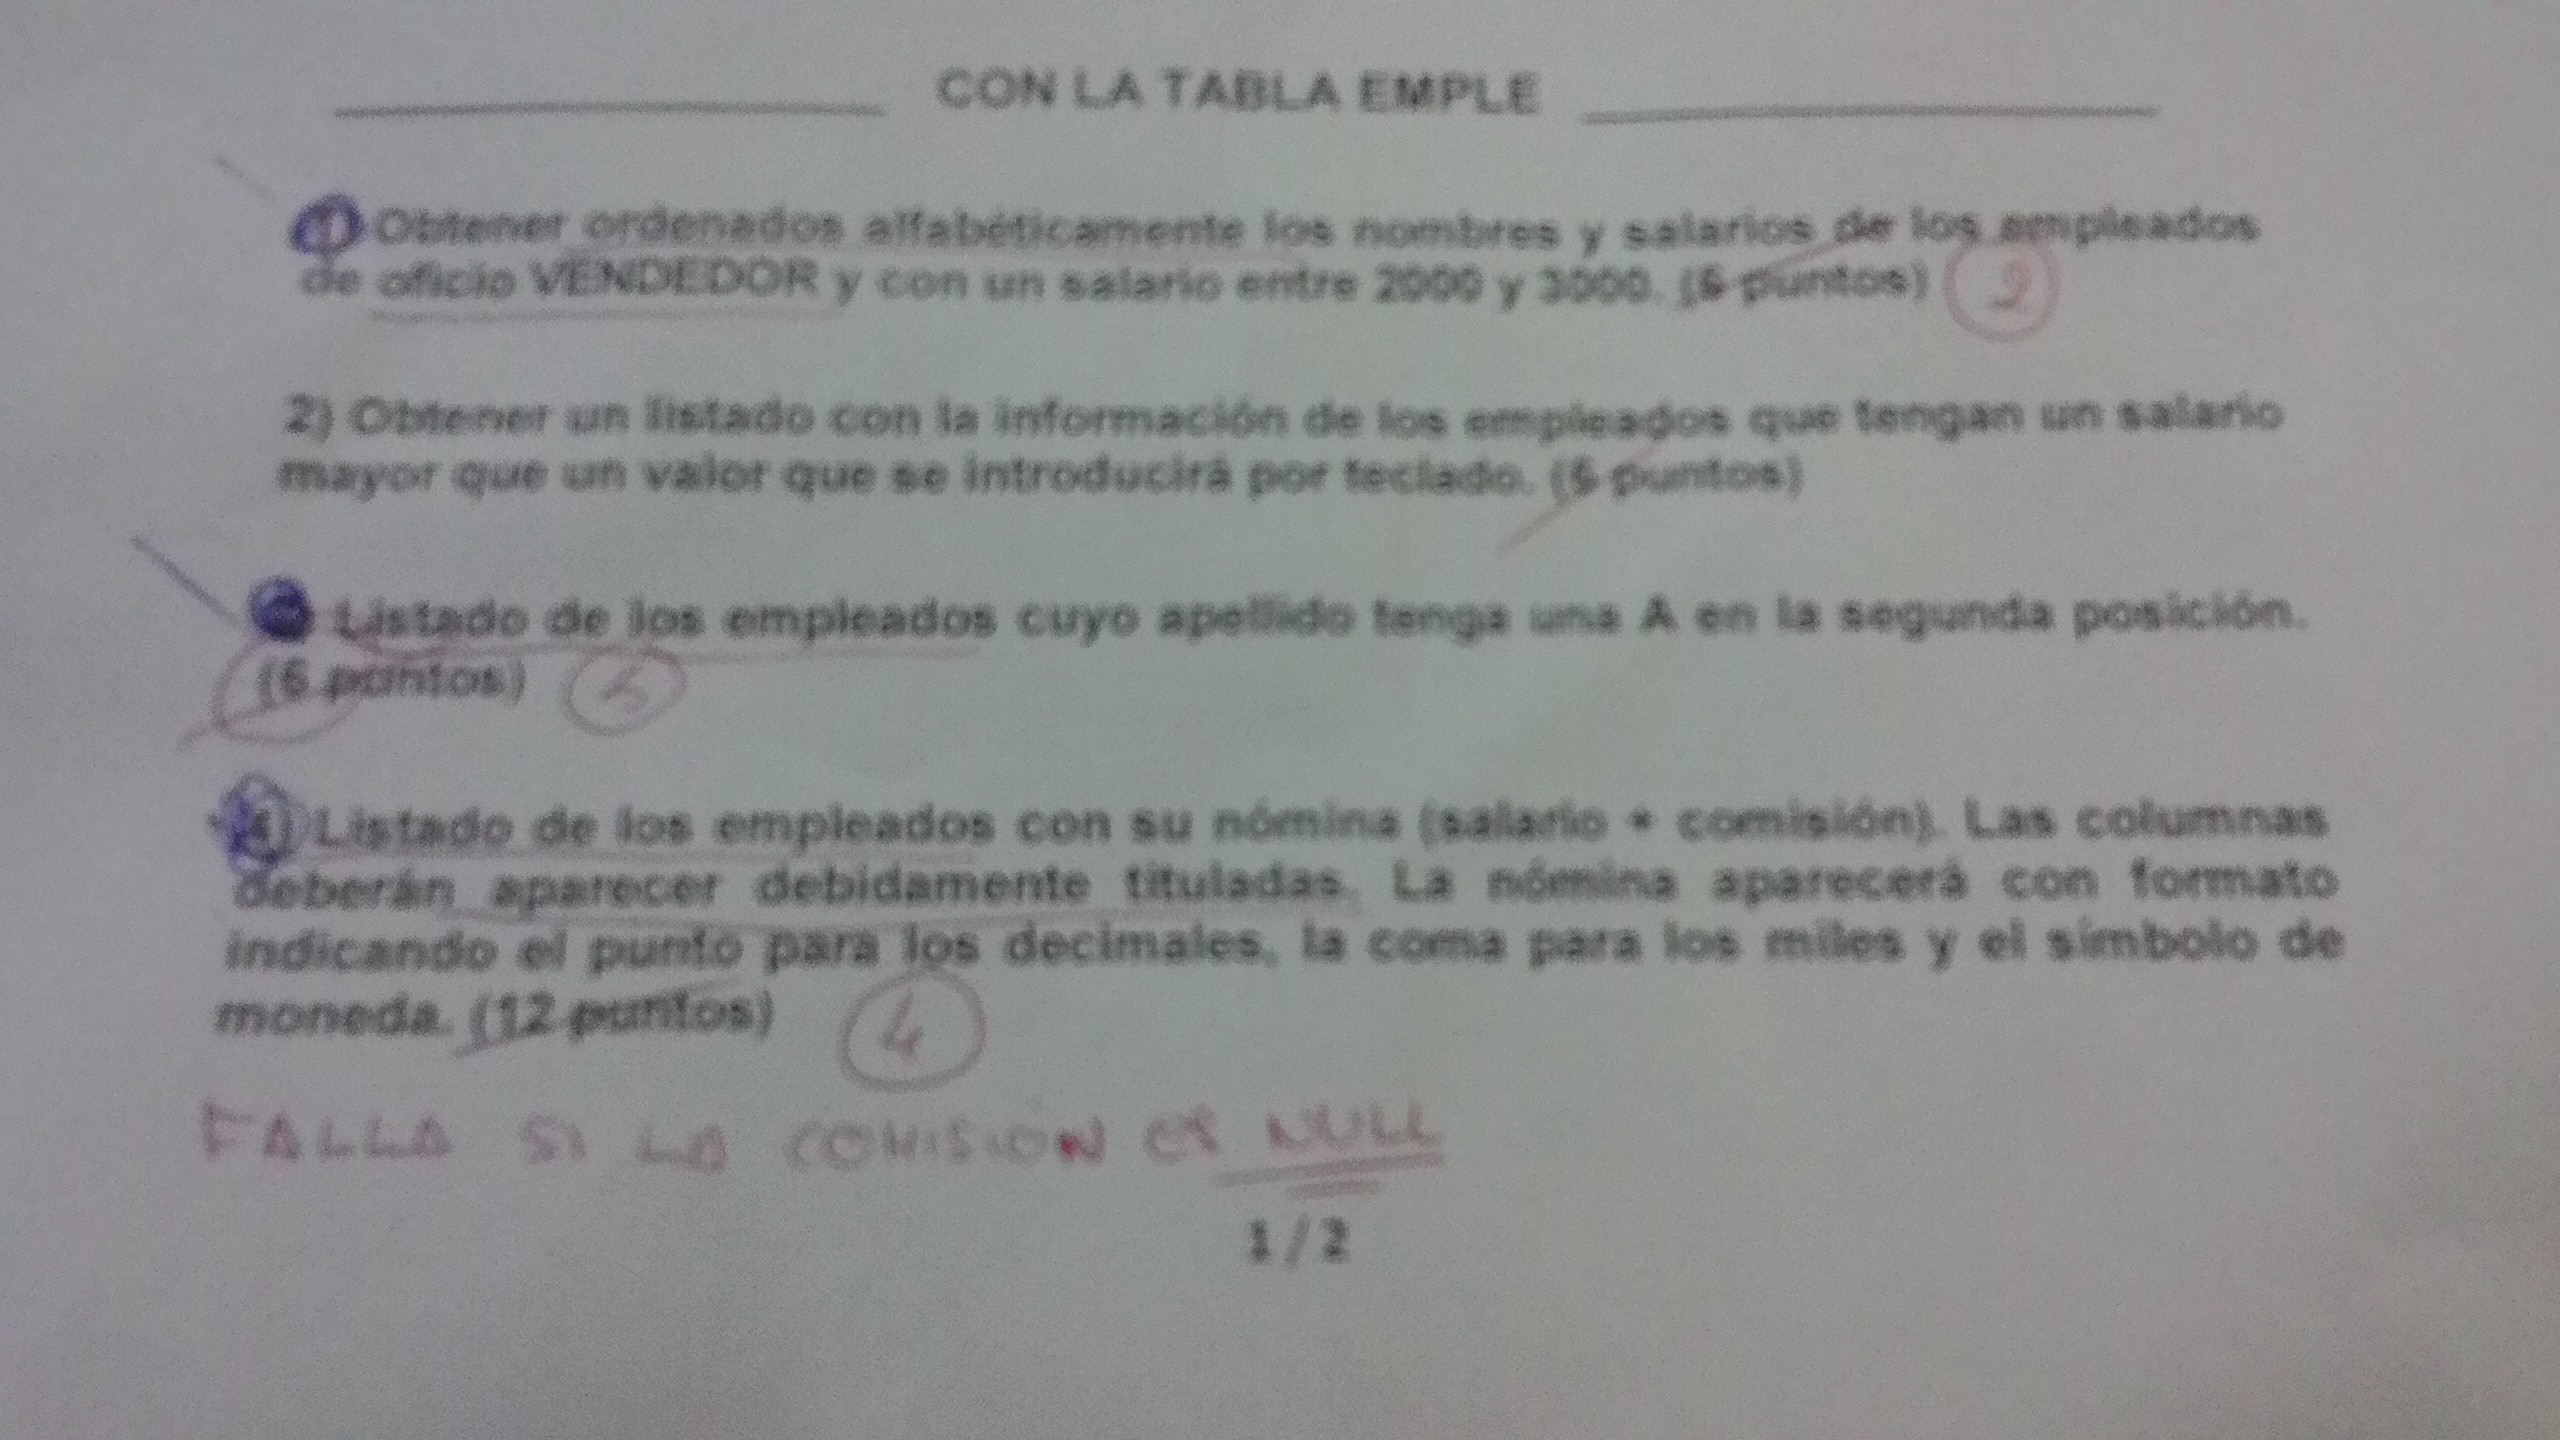 CON LA TABLA EMPLE
1) Obtener ordenados alfabéticamente los nombres y salarios de los empleados
de oficio VENDEDOR y con un salario entre 2000 y 3000. (6 puntos)
2) Obtener un listado con la información de los empleados que tengan un salario
mayor que un valor que se introducirá por teclado. (6 puntos)
Listado de los empleados cuyo apellido tenga una A en la segunda posición.
(6 puntos)
4) Listado de los empleados con su nómina (salario + comisión). Las columnas
deberán aparecer debidamente tituladas. La nómina aparecerá con formato
indicando el punto para los decimales, la coma para los miles y el símbolo de
moneda. (12 puntos) 4
FALLA SI LA COMISION ES NULL
1/2